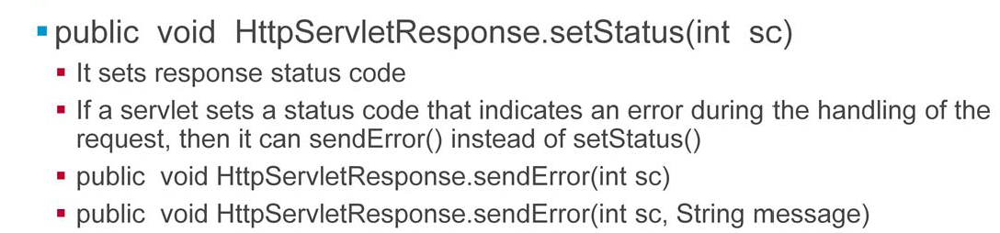 public void HttpServletResponse.setStatus(int sc)
It sets response status code
If a servlet sets a status code that indicates an error during the handling of the
request, then it can sendError() instead of setStatus()
public void HttpServletResponse.sendError(int sc)
public void HttpServletResponse.sendError(int sc, String message)